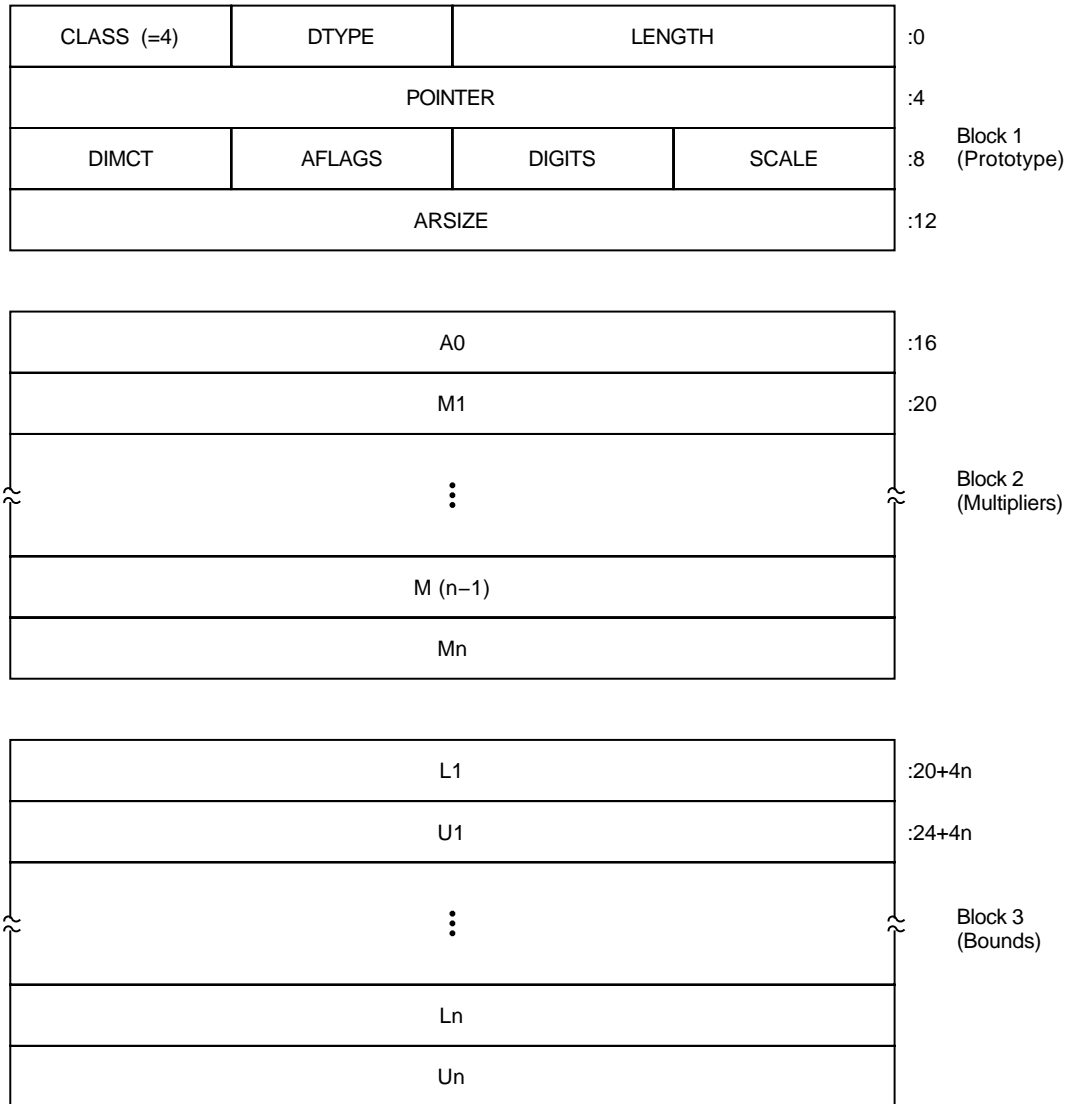 CLASS (=4) DTYPE LENGTH :0
POINTER :4
DIMCT AFLAGS DIGITS SCALE :8
Block 1
(Prototype)
ARSIZE :12
A0 :16
M1 :20
Block 2
(Multipliers)
M (n−1)
Mn
L1 :20+4n
U1 :24+4n
Block 3
(Bounds)
Ln
Un